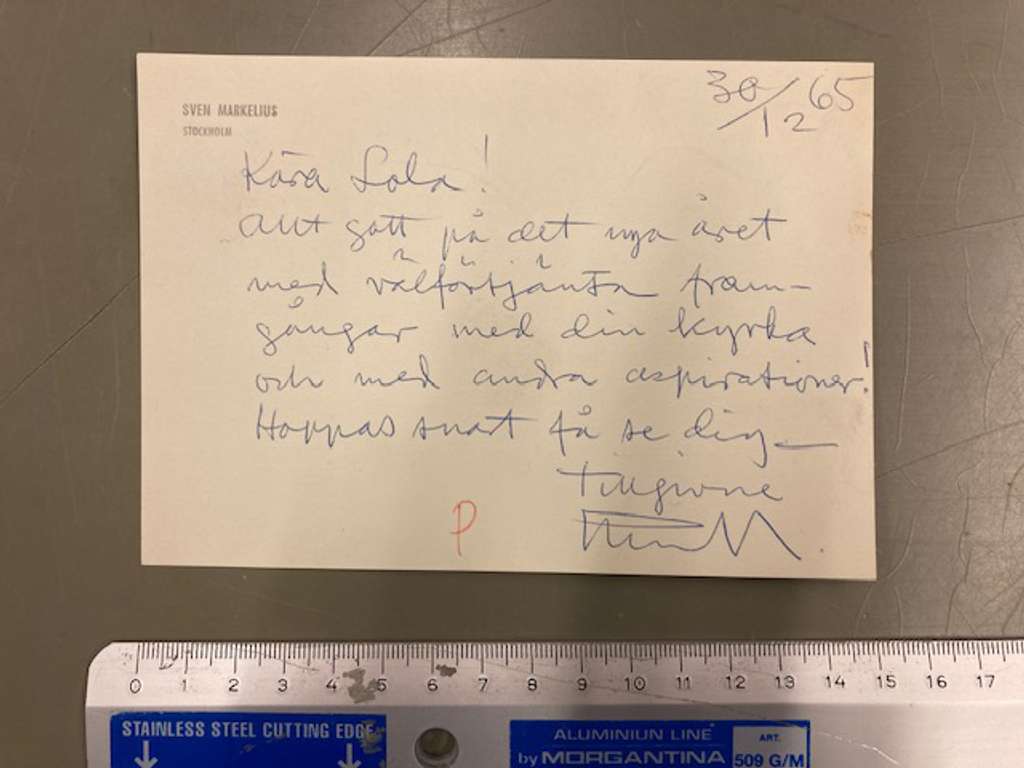 SVEN MARKELIUS
STOCKHOLM
30/12 65
Kära Lola!
Allt gott på det nya året
med välförtjänta fram-
gångar med din kyrka
och med andra aspirationer!
Hoppas snart få se dig—
Tillgivne
P
0 1 2 3 4 5 6 7 8 9 10 11 12 13 14 15 16 17
STAINLESS STEEL CUTTING EDGE
ALUMINIUN LINE
by MORGANTINA
ART.
509 G/M